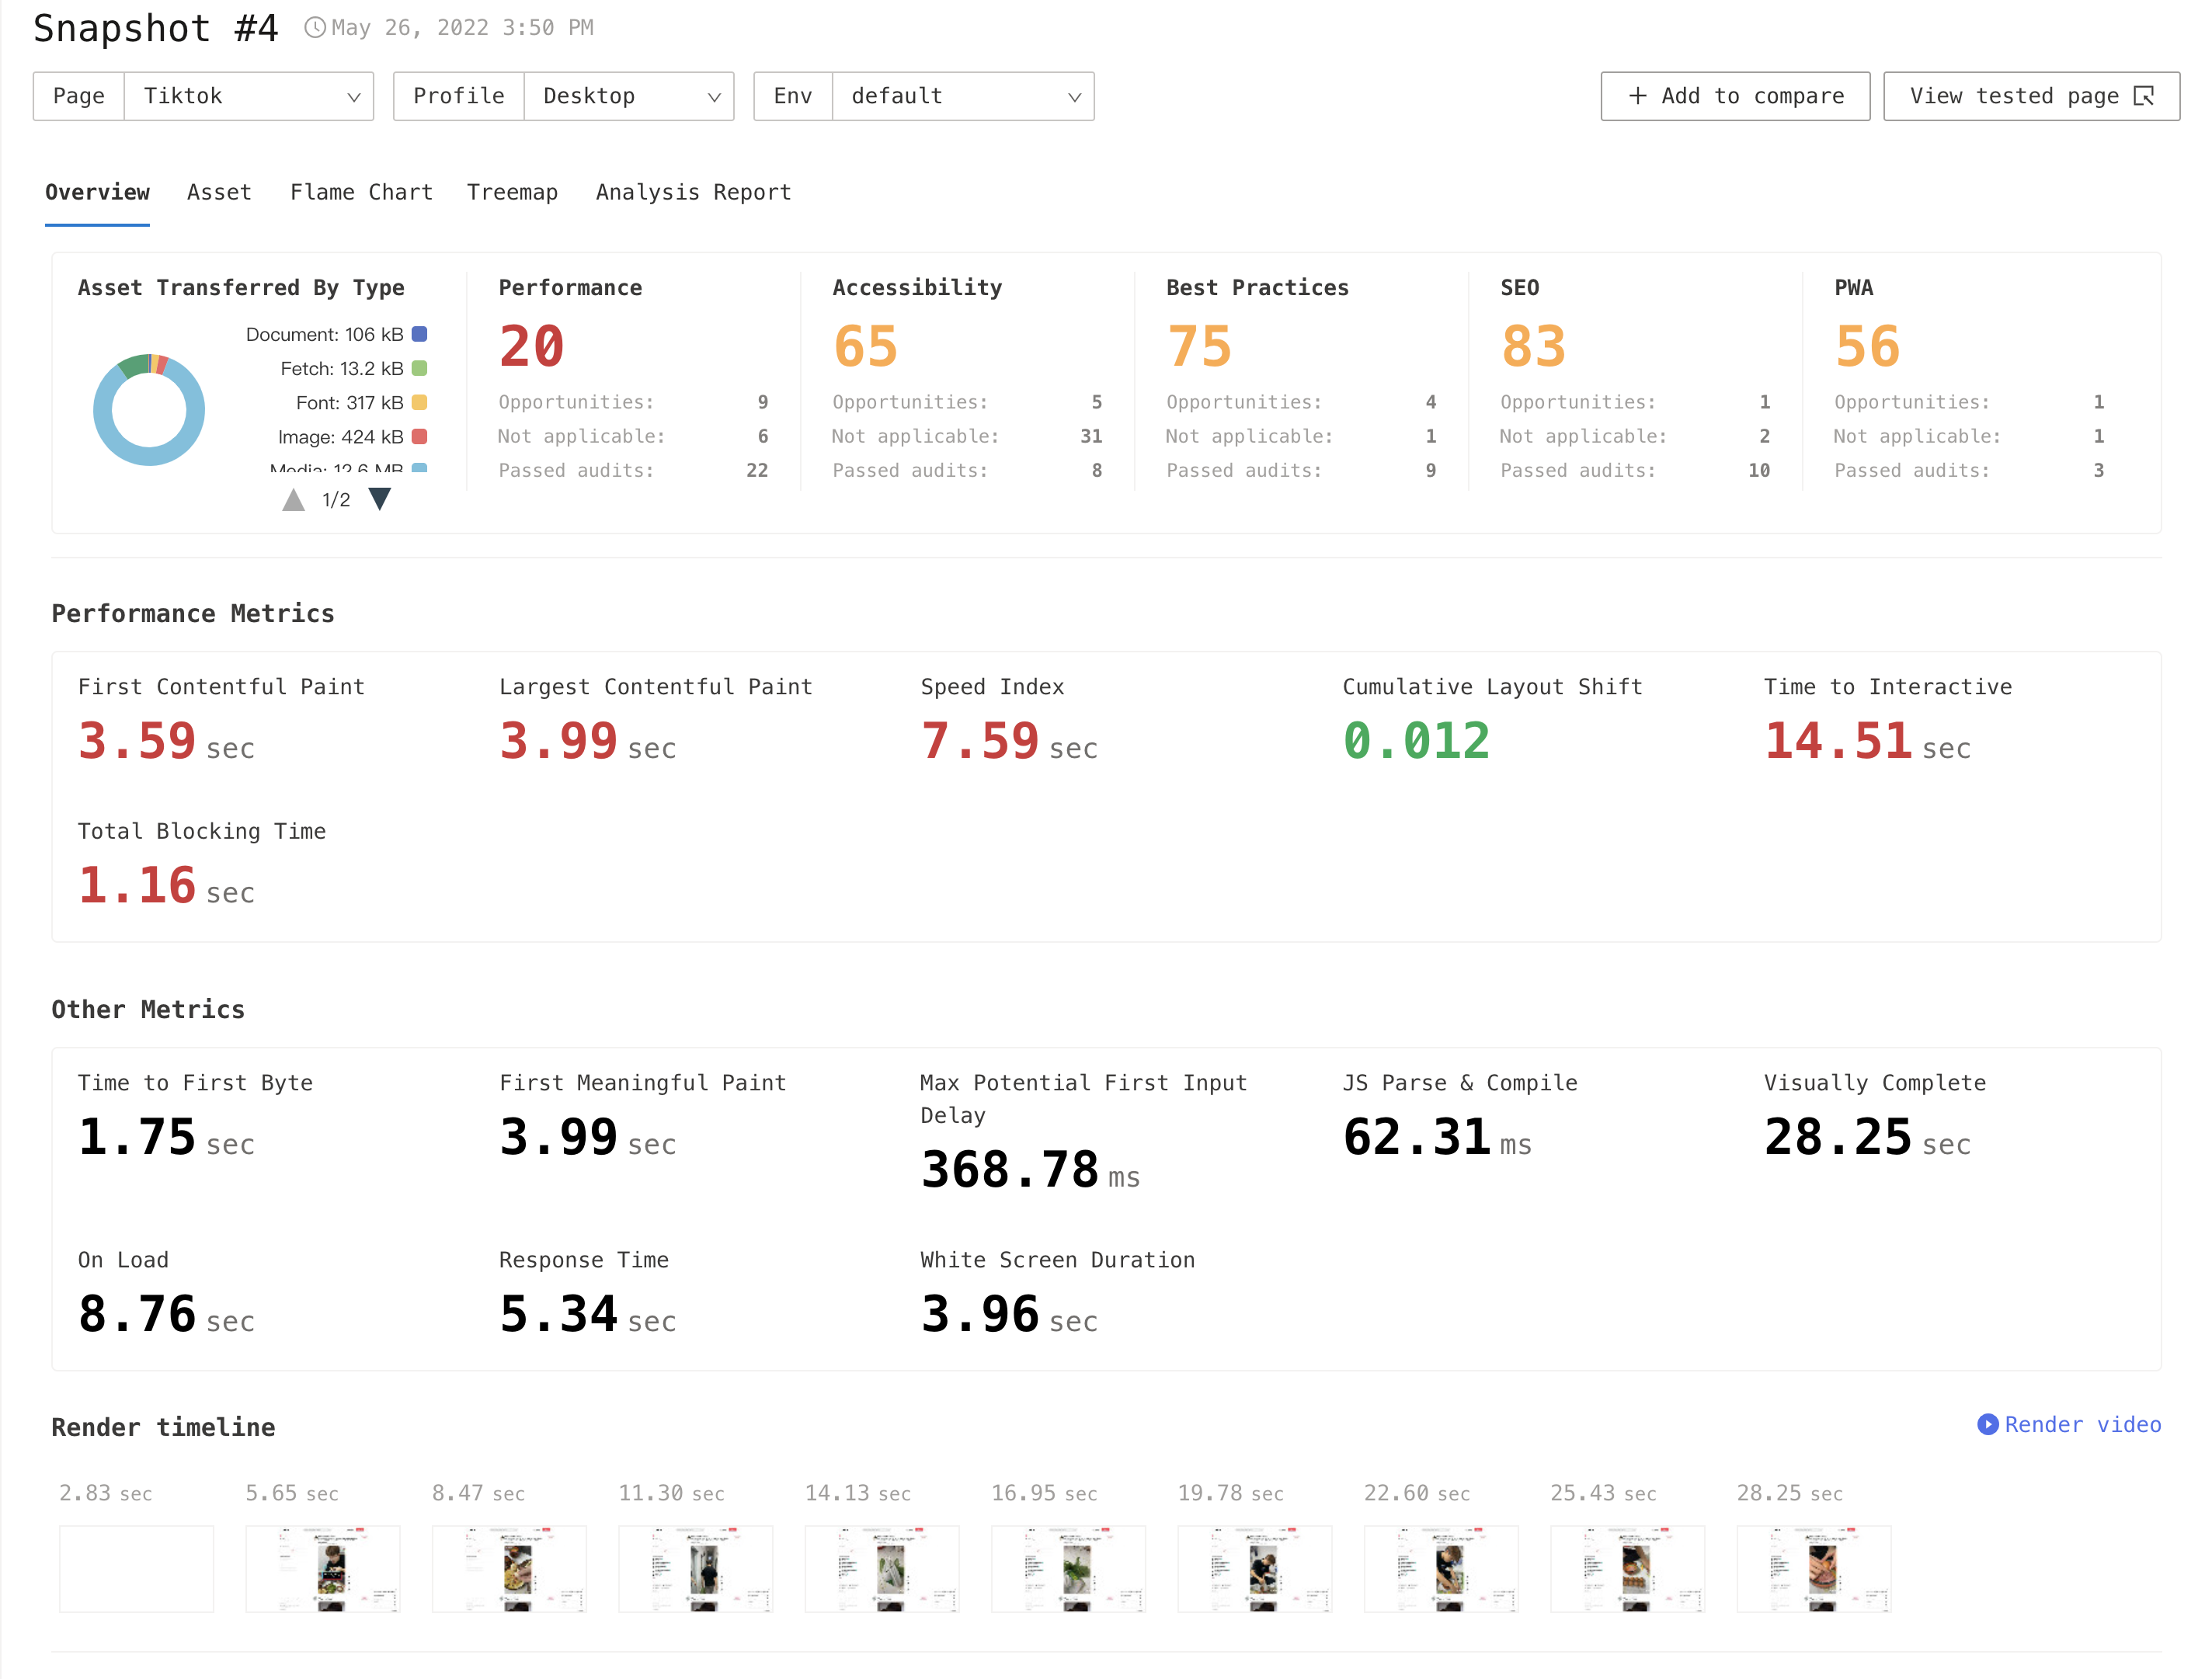 Snapshot #4 May 26, 2022 3:50 PM
Page Tiktok Profile Desktop Env default + Add to compare View tested page
Overview Asset Flame Chart Treemap Analysis Report
Asset Transferred By Type
Document: 106 kB
Fetch: 13.2 kB
Font: 317 kB
Image: 424 kB
Media: 12.6 MB
1/2
Performance
20
Opportunities: 9
Not applicable: 6
Passed audits: 22
Accessibility
65
Opportunities: 5
Not applicable: 31
Passed audits: 8
Best Practices
75
Opportunities: 4
Not applicable: 1
Passed audits: 9
SEO
83
Opportunities: 1
Not applicable: 2
Passed audits: 10
PWA
56
Opportunities: 1
Not applicable: 1
Passed audits: 3
Performance Metrics
First Contentful Paint
3.59 sec
Largest Contentful Paint
3.99 sec
Speed Index
7.59 sec
Cumulative Layout Shift
0.012
Time to Interactive
14.51 sec
Total Blocking Time
1.16 sec
Other Metrics
Time to First Byte
1.75 sec
First Meaningful Paint
3.99 sec
Max Potential First Input
Delay
368.78 ms
JS Parse & Compile
62.31 ms
Visually Complete
28.25 sec
On Load
8.76 sec
Response Time
5.34 sec
White Screen Duration
3.96 sec
Render timeline Render video
2.83 sec 5.65 sec 8.47 sec 11.30 sec 14.13 sec 16.95 sec 19.78 sec 22.60 sec 25.43 sec 28.25 sec